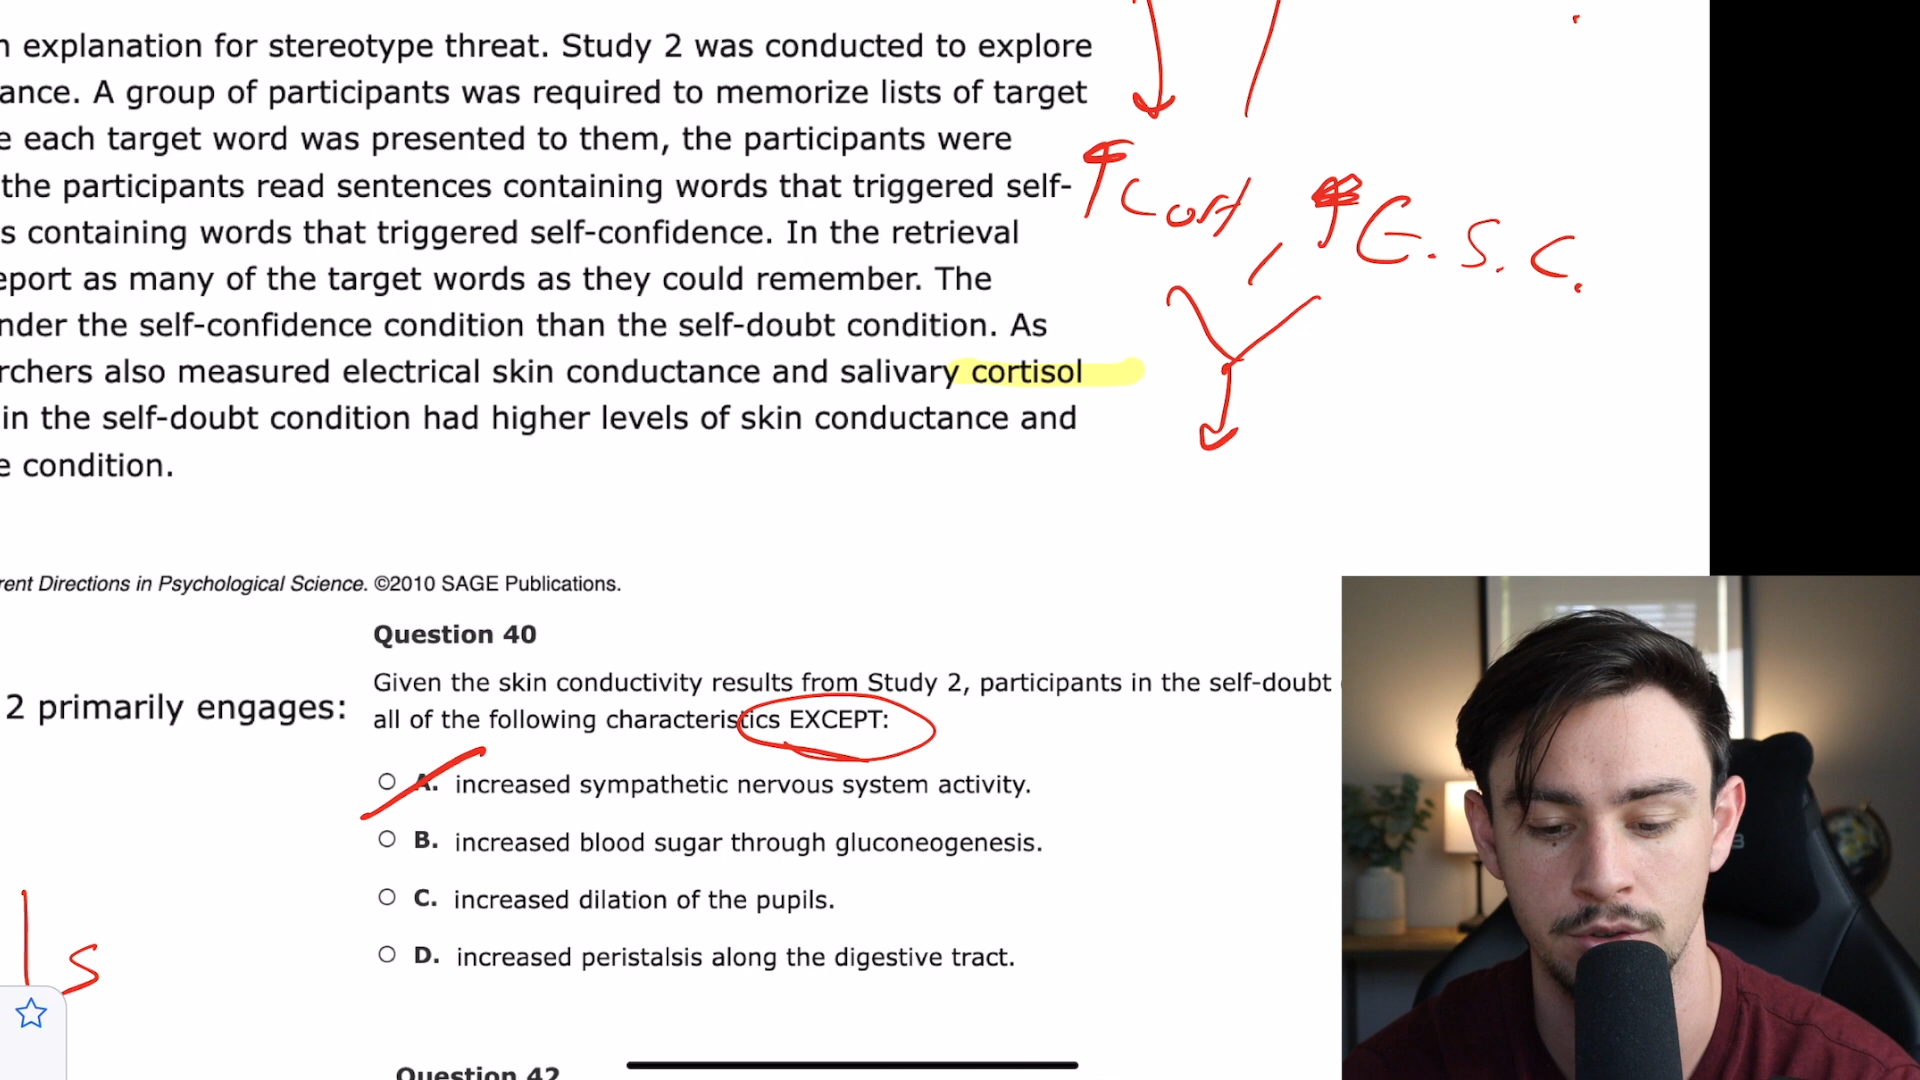 n explanation for stereotype threat. Study 2 was conducted to explore
ance. A group of participants was required to memorize lists of target
e each target word was presented to them, the participants were
the participants read sentences containing words that triggered self-
s containing words that triggered self-confidence. In the retrieval
eport as many of the target words as they could remember. The
nder the self-confidence condition than the self-doubt condition. As
rchers also measured electrical skin conductance and salivary cortisol
in the self-doubt condition had higher levels of skin conductance and
e condition.
↑Cort, ↑E.S.C.
rent Directions in Psychological Science. ©2010 SAGE Publications.
2 primarily engages:
Question 40
Given the skin conductivity results from Study 2, participants in the self-doubt
all of the following characteristics EXCEPT:
A. increased sympathetic nervous system activity.
B. increased blood sugar through gluconeogenesis.
C. increased dilation of the pupils.
D. increased peristalsis along the digestive tract.
Question 42